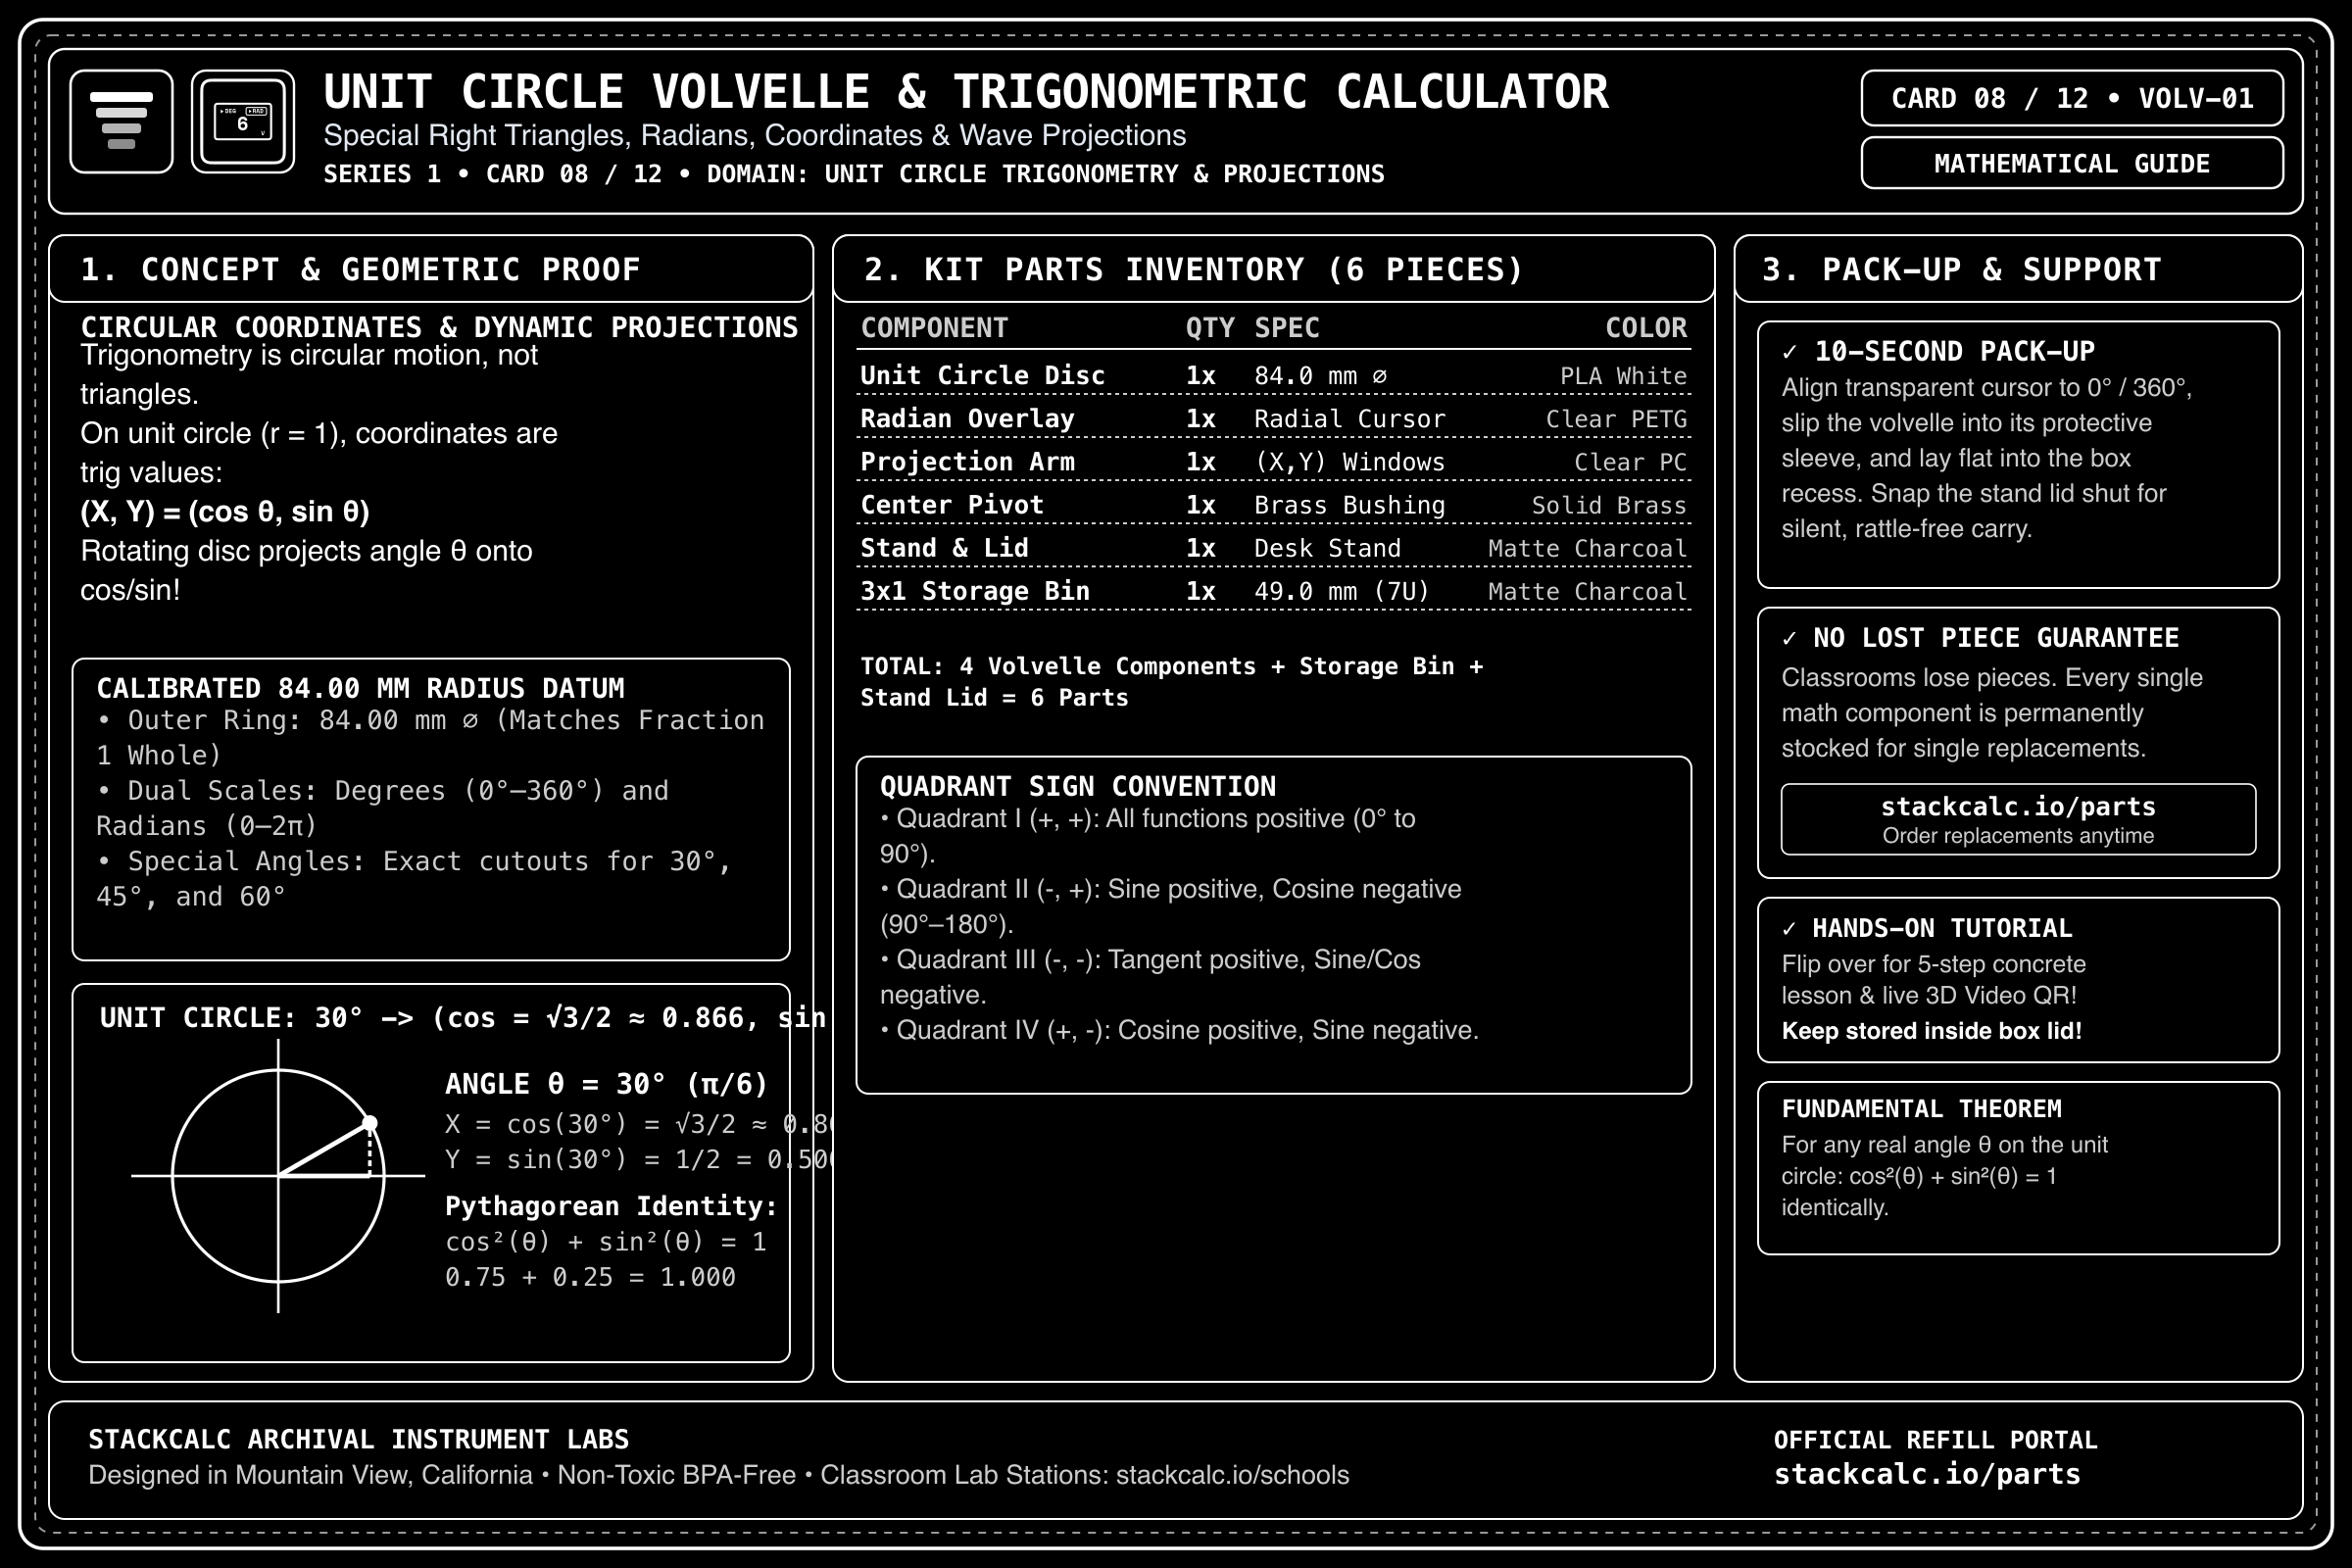 ▸DEG ▸RAD
6
V
UNIT CIRCLE VOLVELLE & TRIGONOMETRIC CALCULATOR
Special Right Triangles, Radians, Coordinates & Wave Projections
SERIES 1 • CARD 08 / 12 • DOMAIN: UNIT CIRCLE TRIGONOMETRY & PROJECTIONS
CARD 08 / 12 • VOLV-01
MATHEMATICAL GUIDE
1. CONCEPT & GEOMETRIC PROOF
CIRCULAR COORDINATES & DYNAMIC PROJECTIONS
Trigonometry is circular motion, not
triangles.
On unit circle (r = 1), coordinates are
trig values:
(X, Y) = (cos θ, sin θ)
Rotating disc projects angle θ onto
cos/sin!
CALIBRATED 84.00 MM RADIUS DATUM
• Outer Ring: 84.00 mm ⌀ (Matches Fraction
1 Whole)
• Dual Scales: Degrees (0°–360°) and
Radians (0–2π)
• Special Angles: Exact cutouts for 30°,
45°, and 60°
UNIT CIRCLE: 30° -> (cos = √3/2 ≈ 0.866, sin
ANGLE θ = 30° (π/6)
X = cos(30°) = √3/2 ≈ 0.8
Y = sin(30°) = 1/2 = 0.50
Pythagorean Identity:
cos²(θ) + sin²(θ) = 1
0.75 + 0.25 = 1.000
2. KIT PARTS INVENTORY (6 PIECES)
COMPONENT QTY SPEC COLOR
Unit Circle Disc 1x 84.0 mm ⌀ PLA White
Radian Overlay 1x Radial Cursor Clear PETG
Projection Arm 1x (X,Y) Windows Clear PC
Center Pivot 1x Brass Bushing Solid Brass
Stand & Lid 1x Desk Stand Matte Charcoal
3x1 Storage Bin 1x 49.0 mm (7U) Matte Charcoal
TOTAL: 4 Volvelle Components + Storage Bin +
Stand Lid = 6 Parts
QUADRANT SIGN CONVENTION
• Quadrant I (+, +): All functions positive (0° to
90°).
• Quadrant II (-, +): Sine positive, Cosine negative
(90°–180°).
• Quadrant III (-, -): Tangent positive, Sine/Cos
negative.
• Quadrant IV (+, -): Cosine positive, Sine negative.
3. PACK-UP & SUPPORT
✓ 10-SECOND PACK-UP
Align transparent cursor to 0° / 360°,
slip the volvelle into its protective
sleeve, and lay flat into the box
recess. Snap the stand lid shut for
silent, rattle-free carry.
✓ NO LOST PIECE GUARANTEE
Classrooms lose pieces. Every single
math component is permanently
stocked for single replacements.
stackcalc.io/parts
Order replacements anytime
✓ HANDS-ON TUTORIAL
Flip over for 5-step concrete
lesson & live 3D Video QR!
Keep stored inside box lid!
FUNDAMENTAL THEOREM
For any real angle θ on the unit
circle: cos²(θ) + sin²(θ) = 1
identically.
STACKCALC ARCHIVAL INSTRUMENT LABS
Designed in Mountain View, California • Non-Toxic BPA-Free • Classroom Lab Stations: stackcalc.io/schools
OFFICIAL REFILL PORTAL
stackcalc.io/parts